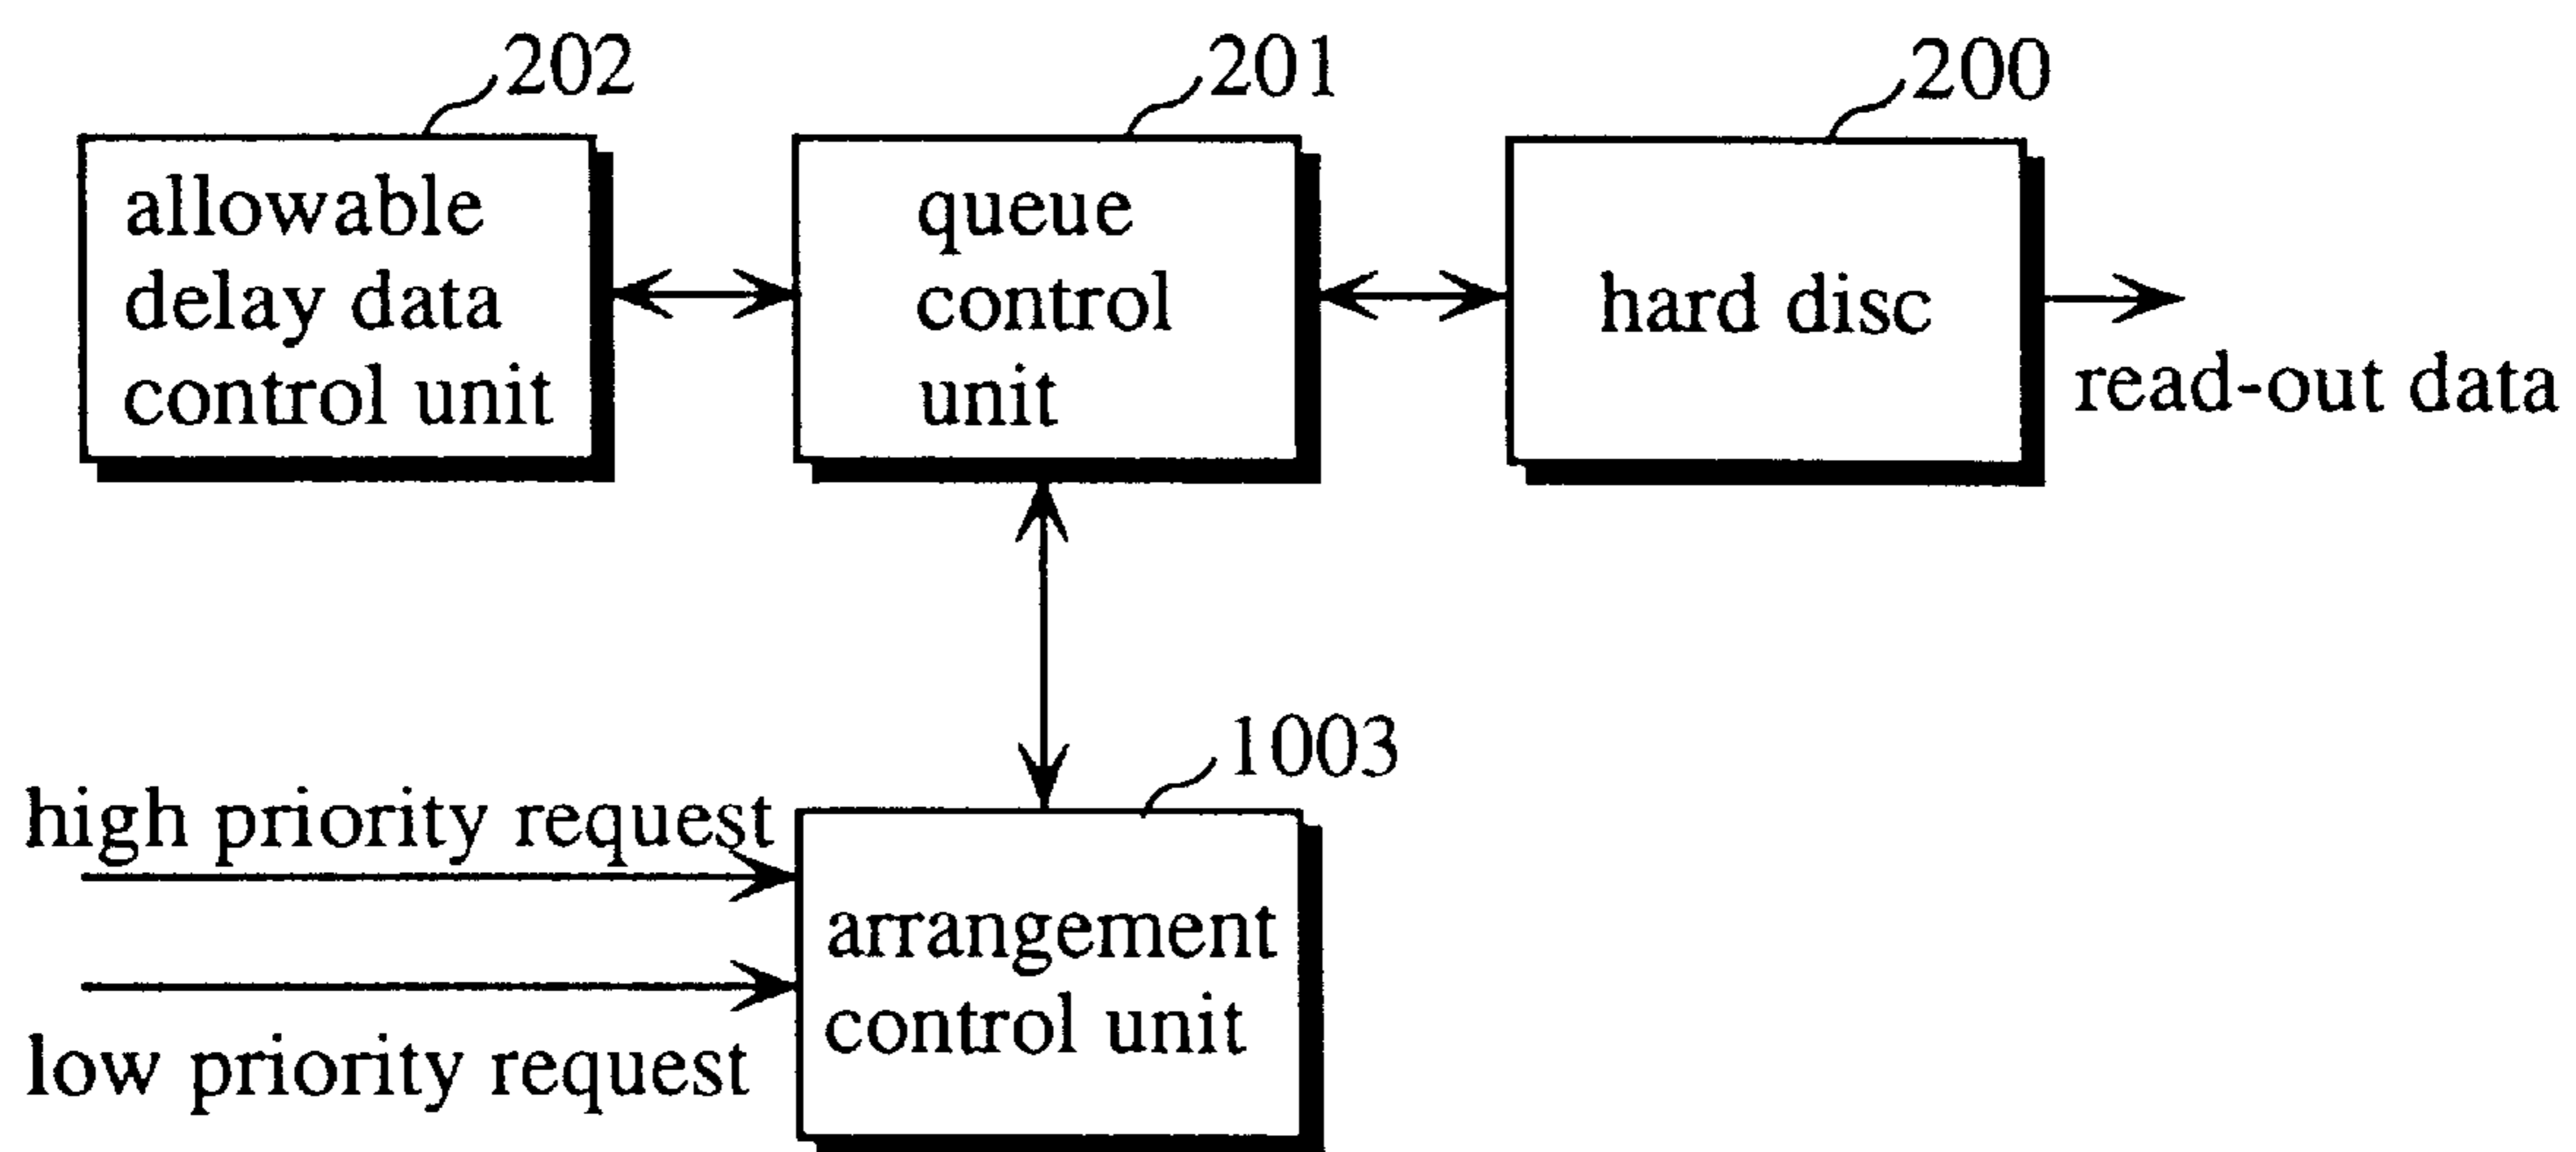 202
201
200
allowable
delay data
control unit
queue
control
unit
hard disc
read-out data
1003
high priority request
low priority request
arrangement
control unit